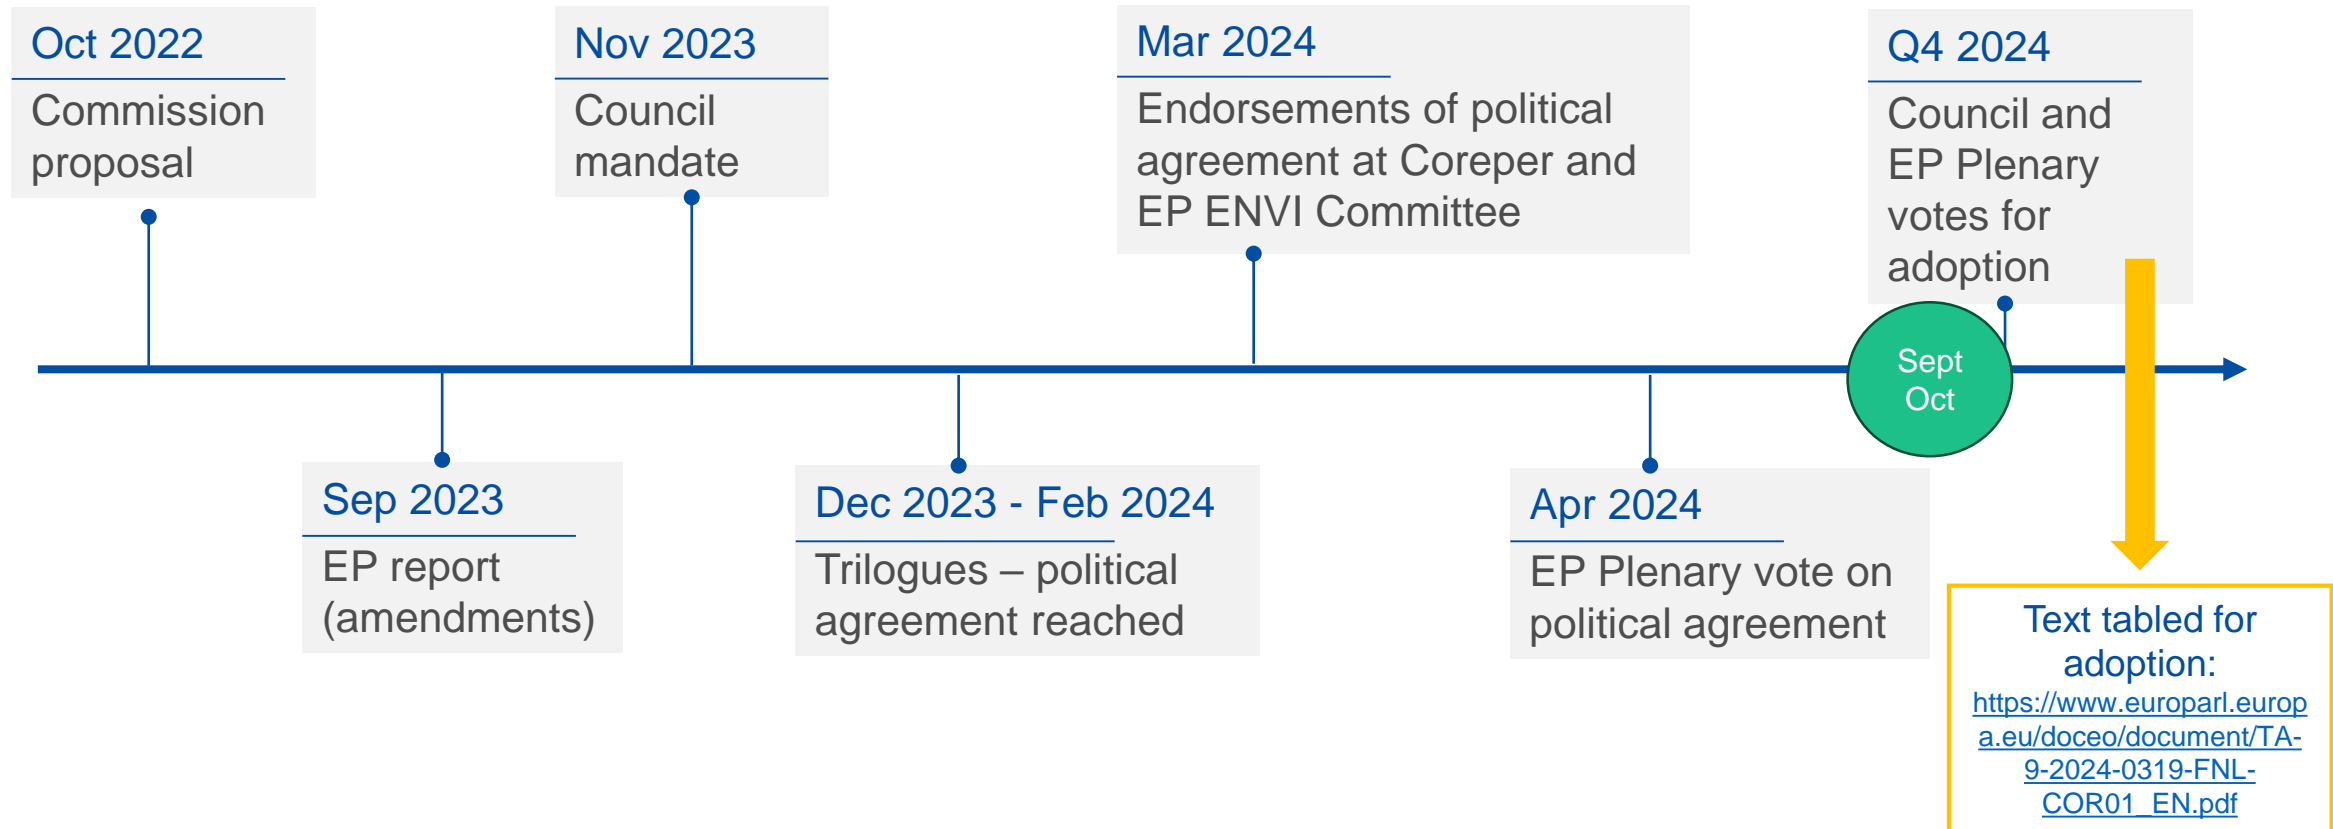 Oct 2022
Commission
proposal
Nov 2023
Council
mandate
Mar 2024
Endorsements of political
agreement at Coreper and
EP ENVI Committee
Q4 2024
Council and
EP Plenary
votes for
adoption
Sept
Oct
Sep 2023
EP report
(amendments)
Dec 2023 - Feb 2024
Trilogues – political
agreement reached
Apr 2024
EP Plenary vote on
political agreement
Text tabled for
adoption:
https://www.europarl.europ
a.eu/doceo/document/TA-
9-2024-0319-FNL-
COR01_EN.pdf